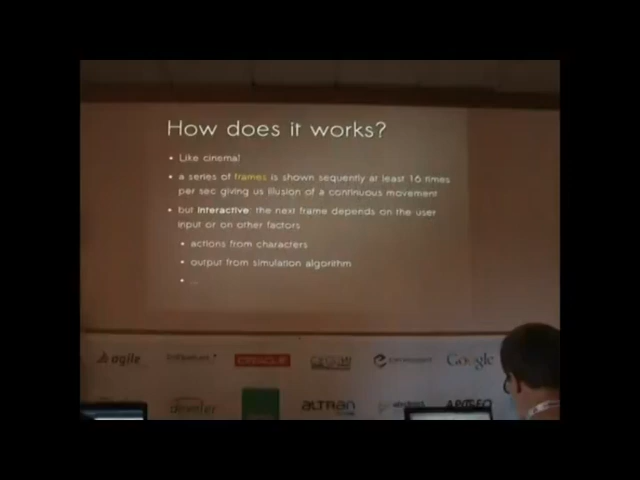 How does it works?
• Like cinema!
• a series of frames is shown sequently at least 16 times
per sec giving us illusion of a continuous movement
• but interactive: the next frame depends on the user
input or on other factors
• actions from characters
• output from simulation algorithm
• ...
agile ORACLE Google
ALTRAN